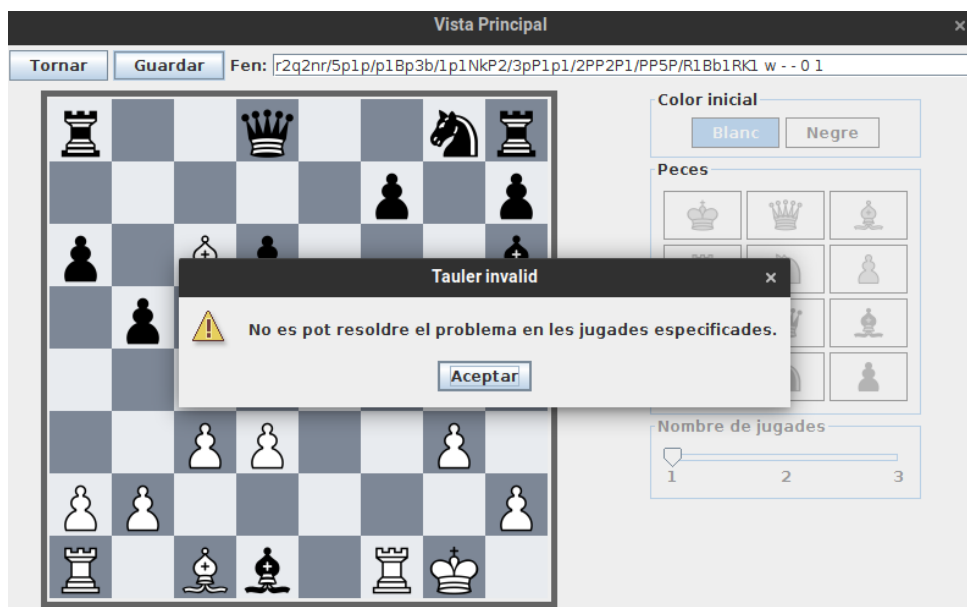 Vista Principal
Tornar Guardar Fen: r2q2nr/5p1p/p1Bp3b/1p1NkP2/3pP1p1/2PP2P1/PP5P/R1Bb1RK1 w - - 0 1
Color inicial
Blanc Negre
Peces
Tauler invalid
No es pot resoldre el problema en les jugades especificades.
Aceptar
Nombre de jugades
1 2 3